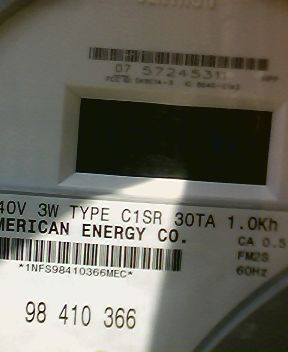 07 57245311
40V 3W TYPE C1SR 30TA 1.0Kh
MERICAN ENERGY CO.
CA 0.5
*1NFS98410366MEC*
FM2S
60Hz
98 410 366